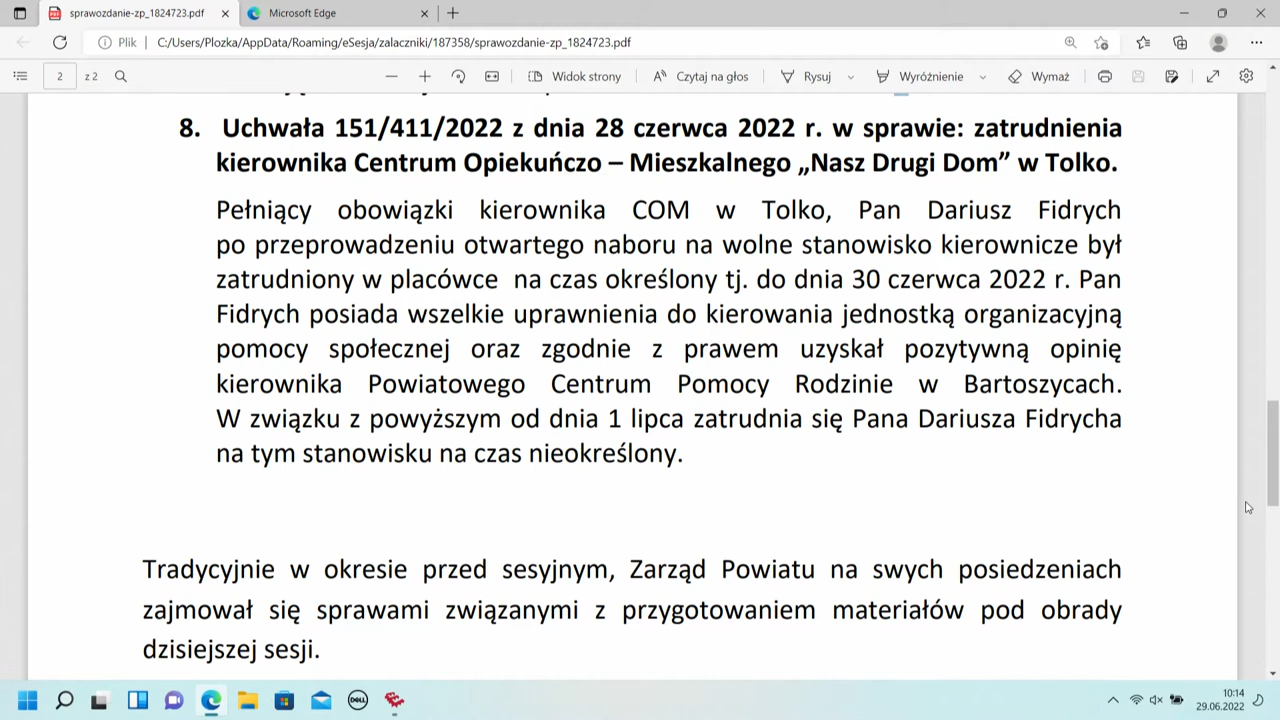 sprawozdanie-zp_1824723.pdf
Microsoft Edge
Plik
C:/Users/Plozka/AppData/Roaming/eSesja/zalaczniki/187358/sprawozdanie-zp_1824723.pdf
2 z 2
Widok strony
Czytaj na głos
Rysuj
Wyróżnienie
Wymaż
8. Uchwała 151/411/2022 z dnia 28 czerwca 2022 r. w sprawie: zatrudnienia
kierownika Centrum Opiekuńczo – Mieszkalnego „Nasz Drugi Dom” w Tolko.
Pełniący obowiązki kierownika COM w Tolko, Pan Dariusz Fidrych
po przeprowadzeniu otwartego naboru na wolne stanowisko kierownicze był
zatrudniony w placówce na czas określony tj. do dnia 30 czerwca 2022 r. Pan
Fidrych posiada wszelkie uprawnienia do kierowania jednostką organizacyjną
pomocy społecznej oraz zgodnie z prawem uzyskał pozytywną opinię
kierownika Powiatowego Centrum Pomocy Rodzinie w Bartoszycach.
W związku z powyższym od dnia 1 lipca zatrudnia się Pana Dariusza Fidrycha
na tym stanowisku na czas nieokreślony.
Tradycyjnie w okresie przed sesyjnym, Zarząd Powiatu na swych posiedzeniach
zajmował się sprawami związanymi z przygotowaniem materiałów pod obrady
dzisiejszej sesji.
DELL
10:14
29.06.2022